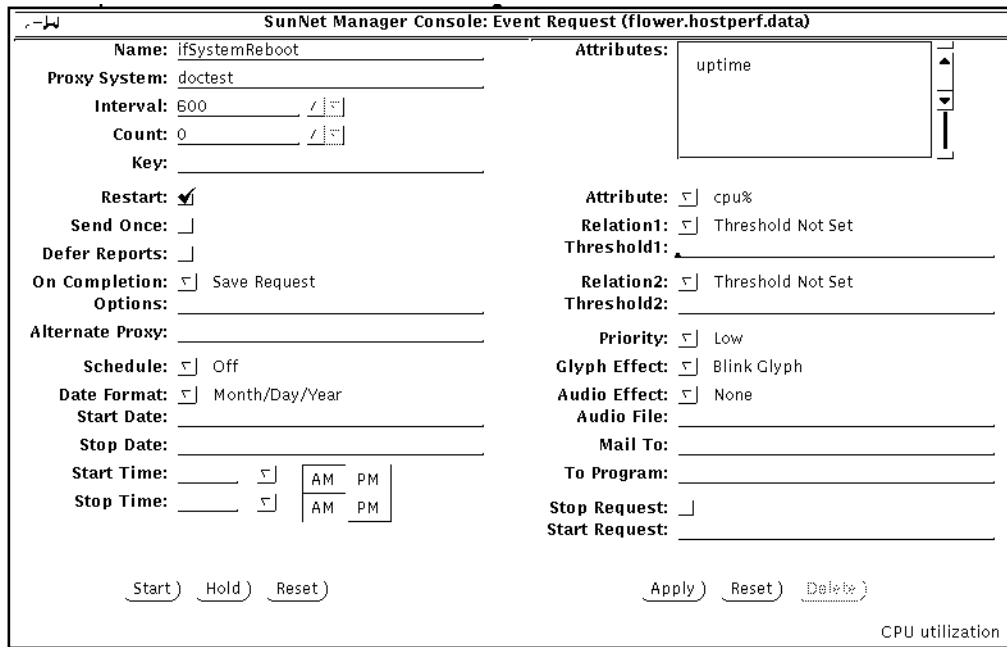 SunNet Manager Console: Event Request (flower.hostperf.data)
Name: ifSystemReboot
Proxy System: doctest
Interval: 600
Count: 0
Key:
Restart:
Send Once:
Defer Reports:
On Completion: Save Request
Options:
Alternate Proxy:
Schedule: Off
Date Format: Month/Day/Year
Start Date:
Stop Date:
Start Time: AM PM
Stop Time: AM PM
Start Hold Reset
Attributes: uptime
Attribute: cpu%
Relation1: Threshold Not Set
Threshold1:
Relation2: Threshold Not Set
Threshold2:
Priority: Low
Glyph Effect: Blink Glyph
Audio Effect: None
Audio File:
Mail To:
To Program:
Stop Request:
Start Request:
Apply Reset Delete
CPU utilization